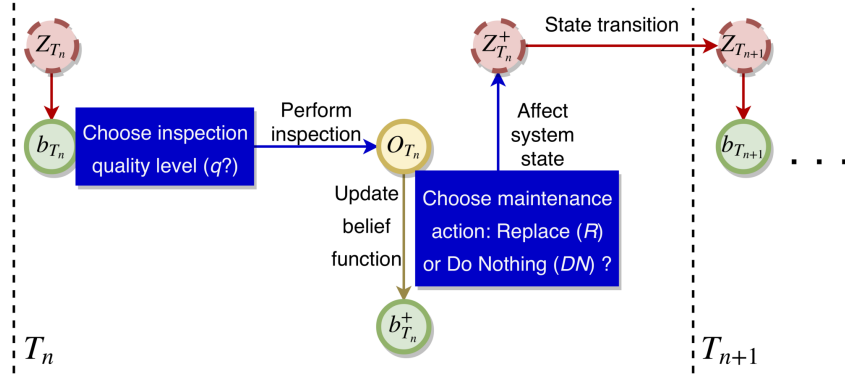 Z_{T_n}
b_{T_n}
Choose inspection
quality level (q?)
Perform
inspection
O_{T_n}
Update
belief
function
b^+_{T_n}
Choose maintenance
action: Replace (R)
or Do Nothing (DN) ?
Affect
system
state
Z^+_{T_n}
State transition
Z_{T_{n+1}}
b_{T_{n+1}}
. . .
T_n
T_{n+1}